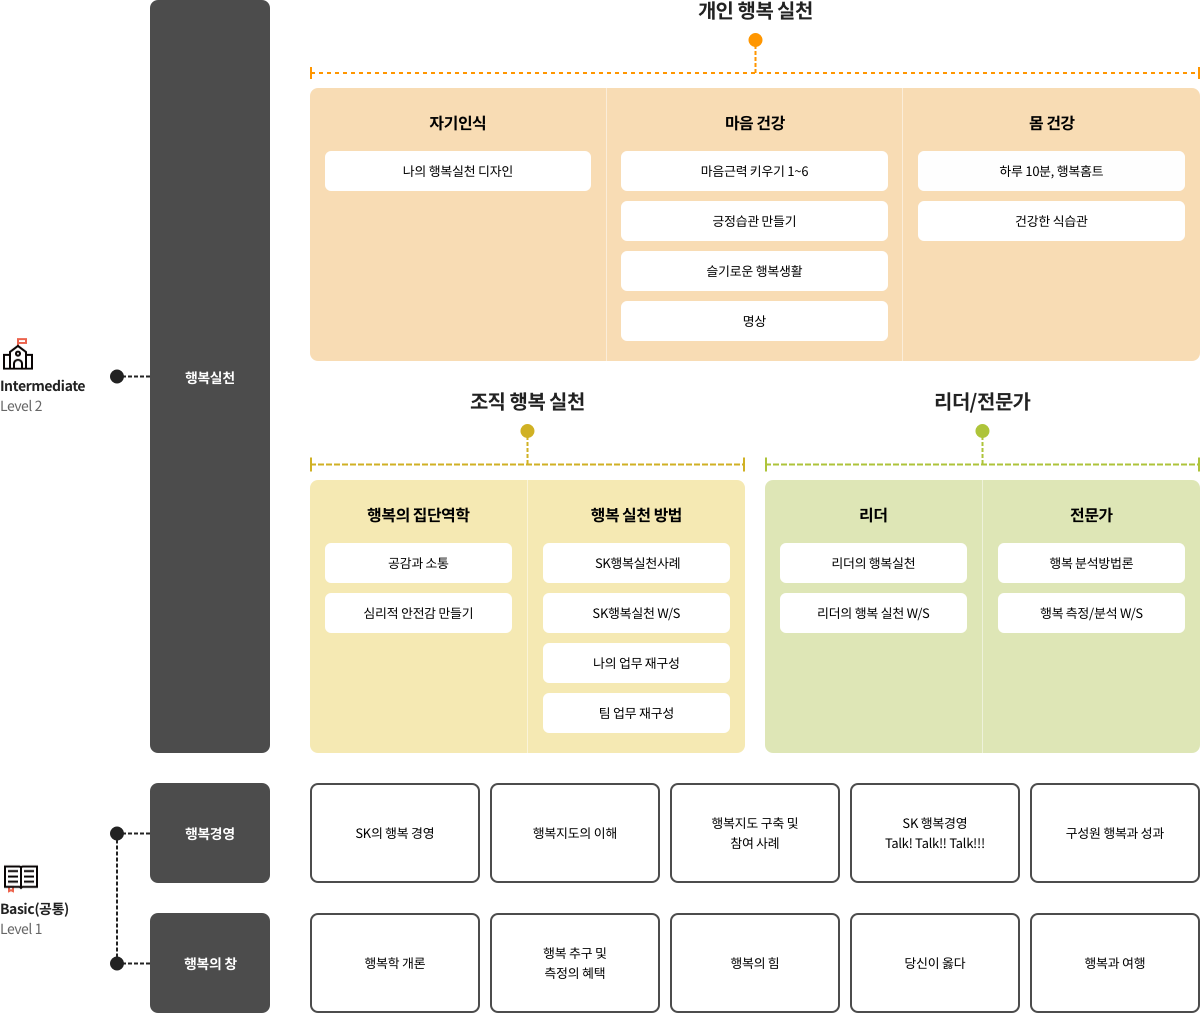 개인 행복 실천
자기인식
나의 행복실천 디자인
마음 건강
마음근력 키우기 1~6
긍정습관 만들기
슬기로운 행복생활
명상
몸 건강
하루 10분, 행복홈트
건강한 식습관
Intermediate
Level 2
행복실천
조직 행복 실천
행복의 집단역학
공감과 소통
심리적 안전감 만들기
행복 실천 방법
SK행복실천사례
SK행복실천 W/S
나의 업무 재구성
팀 업무 재구성
리더/전문가
리더
리더의 행복실천
리더의 행복 실천 W/S
전문가
행복 분석방법론
행복 측정/분석 W/S
Basic(공통)
Level 1
행복경영
SK의 행복 경영
행복지도의 이해
행복지도 구축 및
참여 사례
SK 행복경영
Talk! Talk!! Talk!!!
구성원 행복과 성과
행복의 창
행복학 개론
행복 추구 및
측정의 혜택
행복의 힘
당신이 옳다
행복과 여행